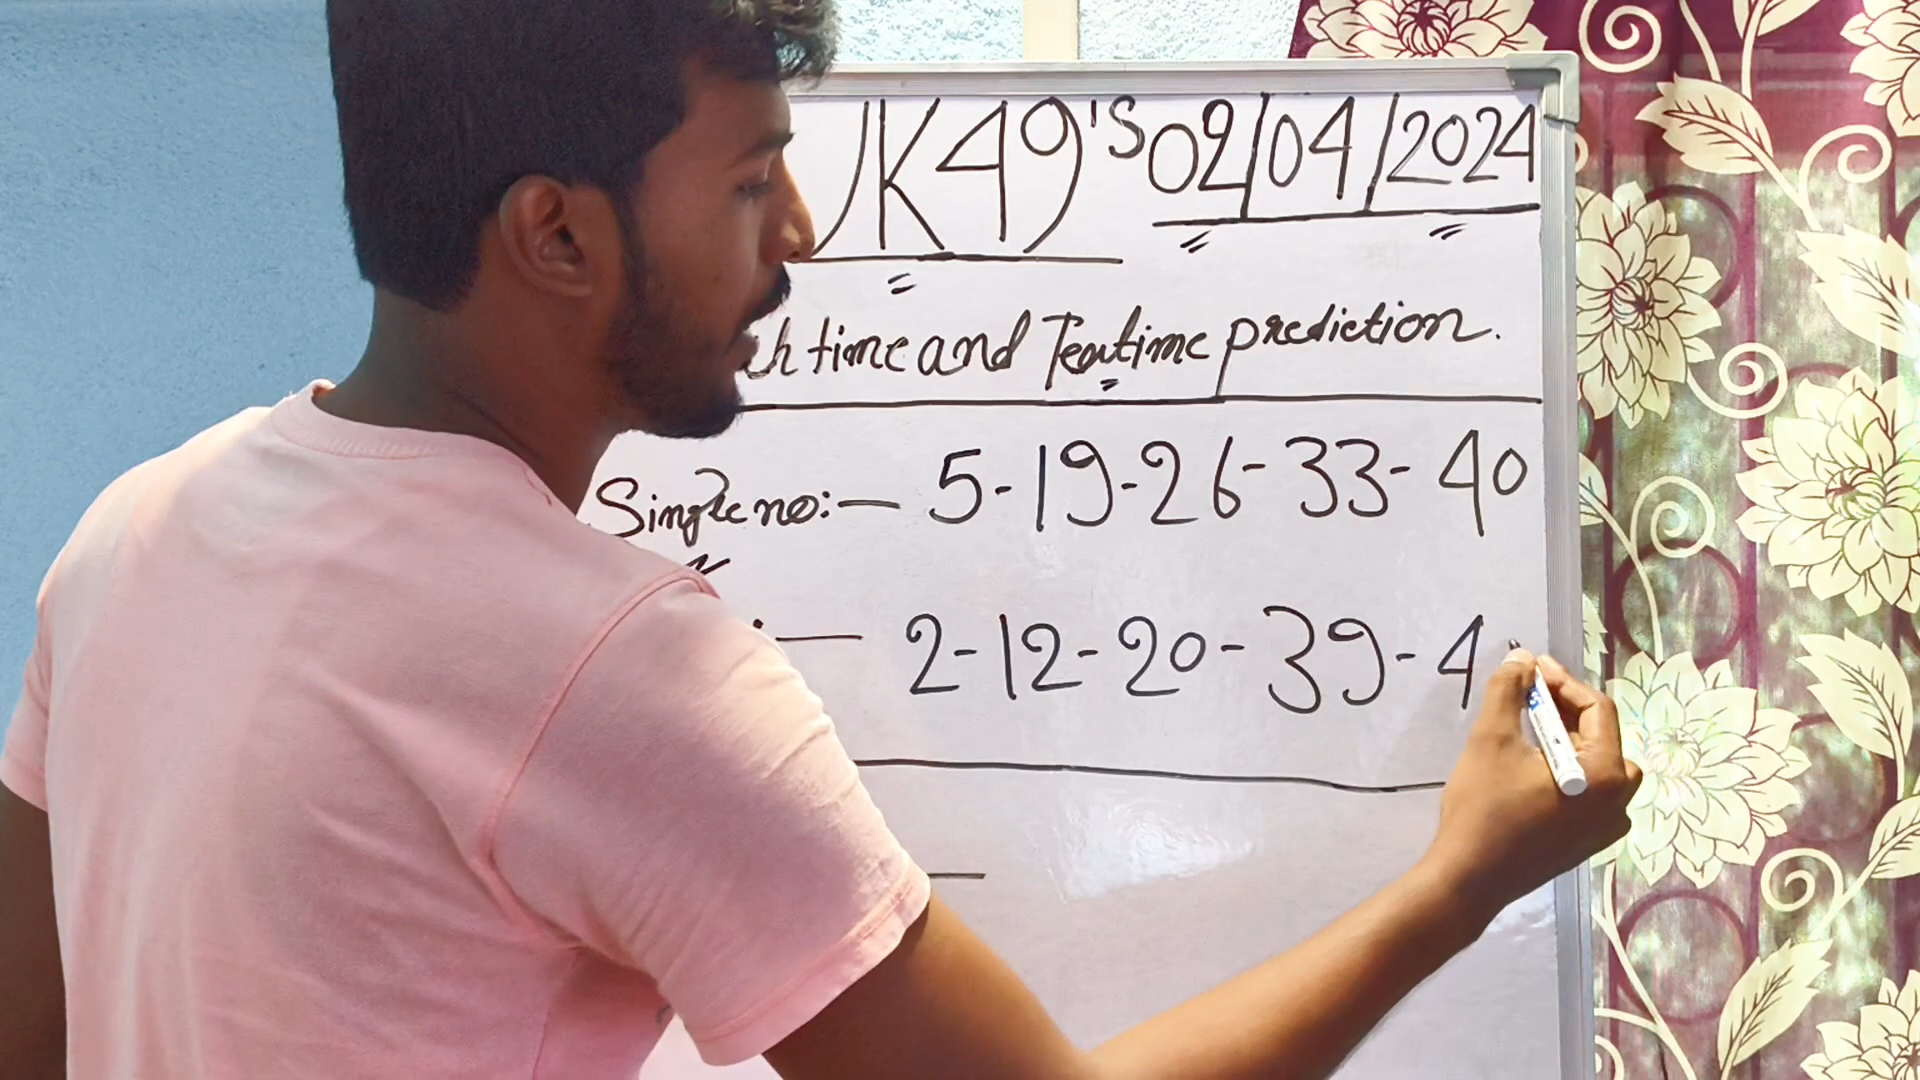 UK49'S 02/04/2024
time and Teatime prediction.
Single no:- 5-19-26-33-40
2-12-20-39-4